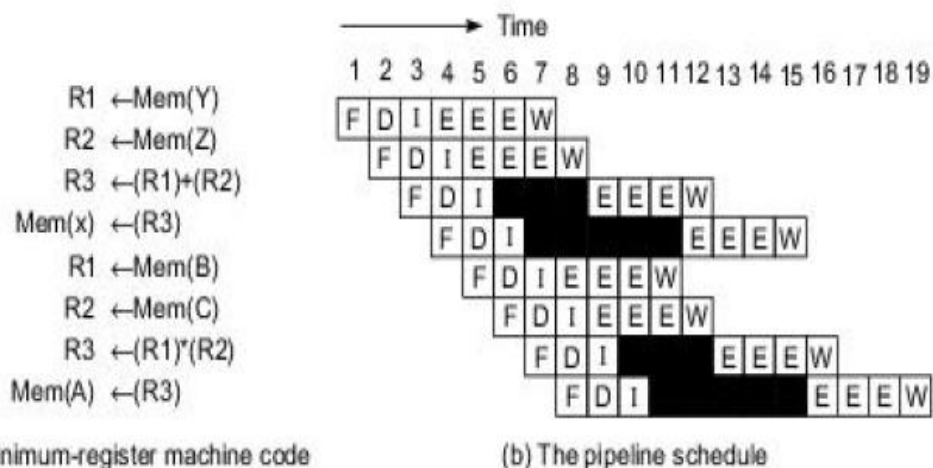 Time
1 2 3 4 5 6 7 8 9 10 11 12 13 14 15 16 17 18 19
R1 ←Mem(Y) F D I E E E W
R2 ←Mem(Z) F D I E E E W
R3 ←(R1)+(R2) F D I E E E W
Mem(x) ←(R3) F D I E E E W
R1 ←Mem(B) F D I E E E W
R2 ←Mem(C) F D I E E E W
R3 ←(R1)*(R2) F D I E E E W
Mem(A) ←(R3) F D I E E E W
nimum-register machine code (b) The pipeline schedule